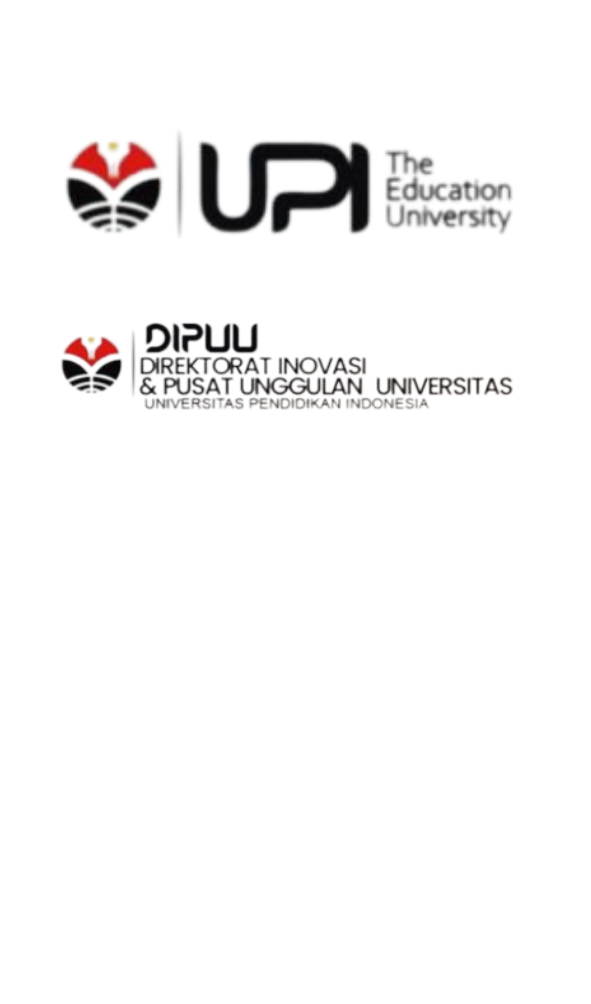 UPI
The
Education
University
DIPUU
DIREKTORAT INOVASI
& PUSAT UNGGULAN UNIVERSITAS
UNIVERSITAS PENDIDIKAN INDONESIA